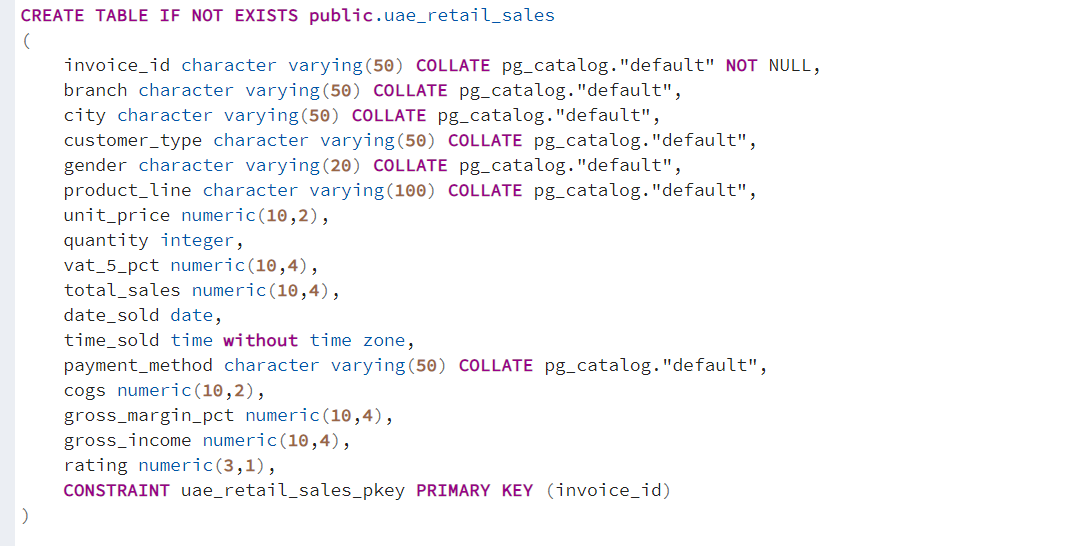 CREATE TABLE IF NOT EXISTS public.uae_retail_sales
(
    invoice_id character varying(50) COLLATE pg_catalog."default" NOT NULL,
    branch character varying(50) COLLATE pg_catalog."default",
    city character varying(50) COLLATE pg_catalog."default",
    customer_type character varying(50) COLLATE pg_catalog."default",
    gender character varying(20) COLLATE pg_catalog."default",
    product_line character varying(100) COLLATE pg_catalog."default",
    unit_price numeric(10,2),
    quantity integer,
    vat_5_pct numeric(10,4),
    total_sales numeric(10,4),
    date_sold date,
    time_sold time without time zone,
    payment_method character varying(50) COLLATE pg_catalog."default",
    cogs numeric(10,2),
    gross_margin_pct numeric(10,4),
    gross_income numeric(10,4),
    rating numeric(3,1),
    CONSTRAINT uae_retail_sales_pkey PRIMARY KEY (invoice_id)
)